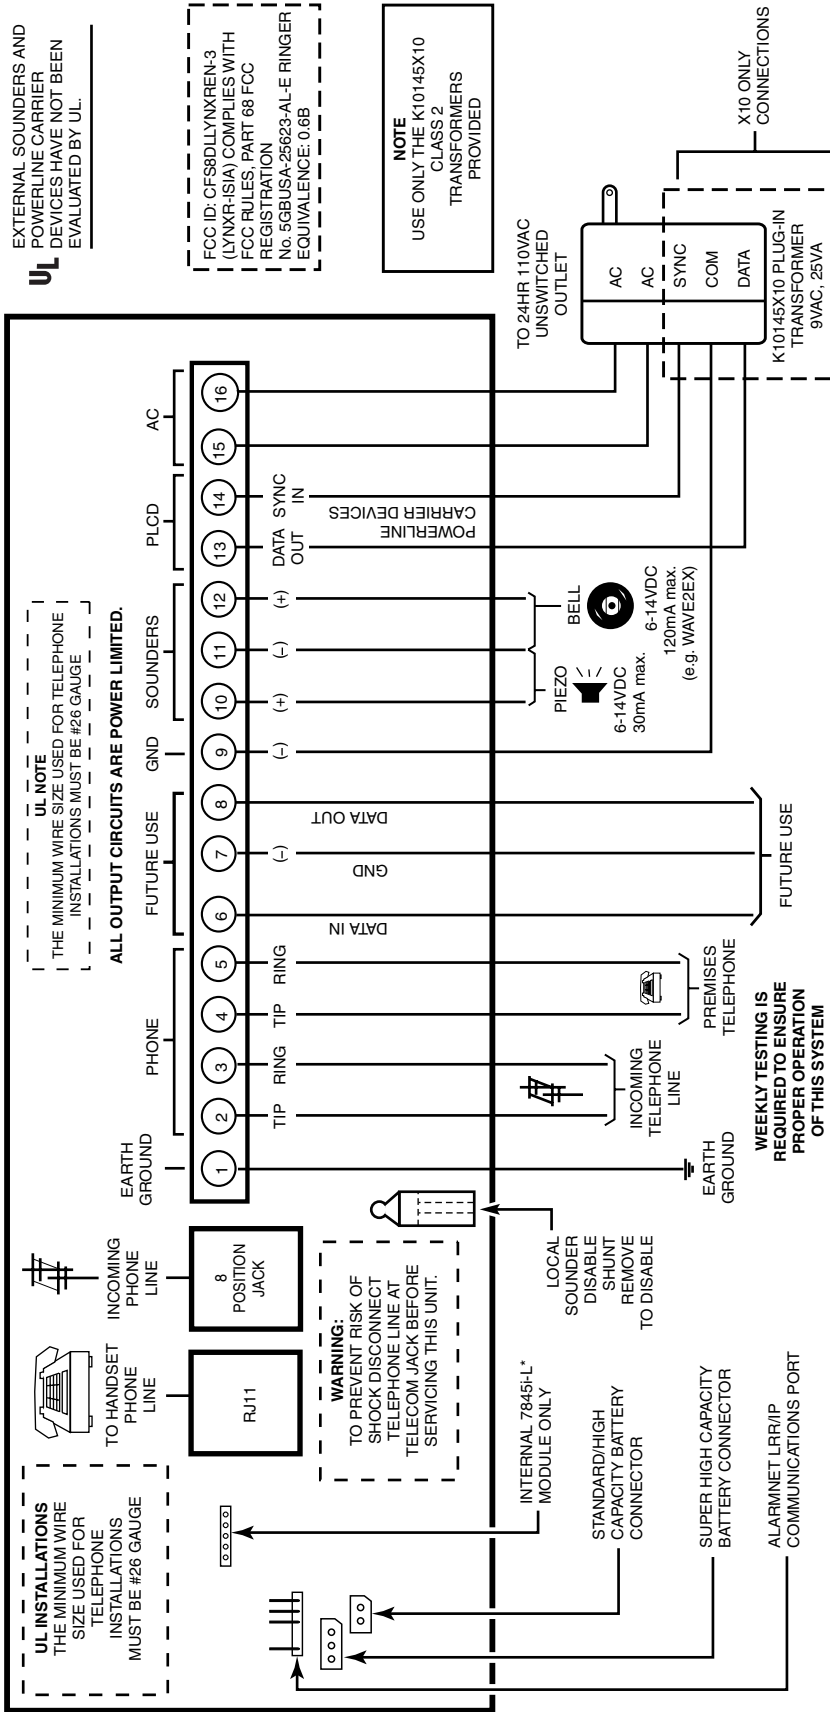 UL INSTALLATIONS
THE MINIMUM WIRE
SIZE USED FOR
TELEPHONE
INSTALLATIONS
MUST BE #26 GAUGE
TO HANDSET
PHONE
LINE
RJ11
INCOMING
PHONE
LINE
8
POSITION
JACK
UL NOTE
THE MINIMUM WIRE SIZE USED FOR TELEPHONE
INSTALLATIONS MUST BE #26 GAUGE
ALL OUTPUT CIRCUITS ARE POWER LIMITED.
EARTH
GROUND
PHONE
FUTURE USE
GND
SOUNDERS
PLCD
AC
1
2
3
4
5
6
7
8
9
10
11
12
13
14
15
16
TIP
RING
TIP
RING
(–)
(–)
(+)
(–)
(+)
DATA
OUT
SYNC
IN
DATA IN
GND
DATA OUT
POWERLINE
CARRIER DEVICES
WARNING:
TO PREVENT RISK OF
SHOCK DISCONNECT
TELEPHONE LINE AT
TELECOM JACK BEFORE
SERVICING THIS UNIT.
INTERNAL 7845i-L*
MODULE ONLY
STANDARD/HIGH
CAPACITY BATTERY
CONNECTOR
SUPER HIGH CAPACITY
BATTERY CONNECTOR
ALARMNET LRR/IP
COMMUNICATIONS PORT
LOCAL
SOUNDER
DISABLE
SHUNT
REMOVE
TO DISABLE
EARTH
GROUND
INCOMING
TELEPHONE
LINE
PREMISES
TELEPHONE
WEEKLY TESTING IS
REQUIRED TO ENSURE
PROPER OPERATION
OF THIS SYSTEM
FUTURE USE
PIEZO
6-14VDC
30mA max.
BELL
6-14VDC
120mA max.
(e.g. WAVE2EX)
TO 24HR 110VAC
UNSWITCHED
OUTLET
AC
AC
SYNC
COM
DATA
K10145X10 PLUG-IN
TRANSFORMER
9VAC, 25VA
X10 ONLY
CONNECTIONS
UL
EXTERNAL SOUNDERS AND
POWERLINE CARRIER
DEVICES HAVE NOT BEEN
EVALUATED BY UL.
FCC ID: CFS8DLLYNXREN-3
(LYNXR-ISIA) COMPLIES WITH
FCC RULES, PART 68 FCC
REGISTRATION
No. 5GBUSA-25623-AL-E RINGER
EQUIVALENCE: 0.6B
NOTE
USE ONLY THE K10145X10
CLASS 2
TRANSFORMERS
PROVIDED